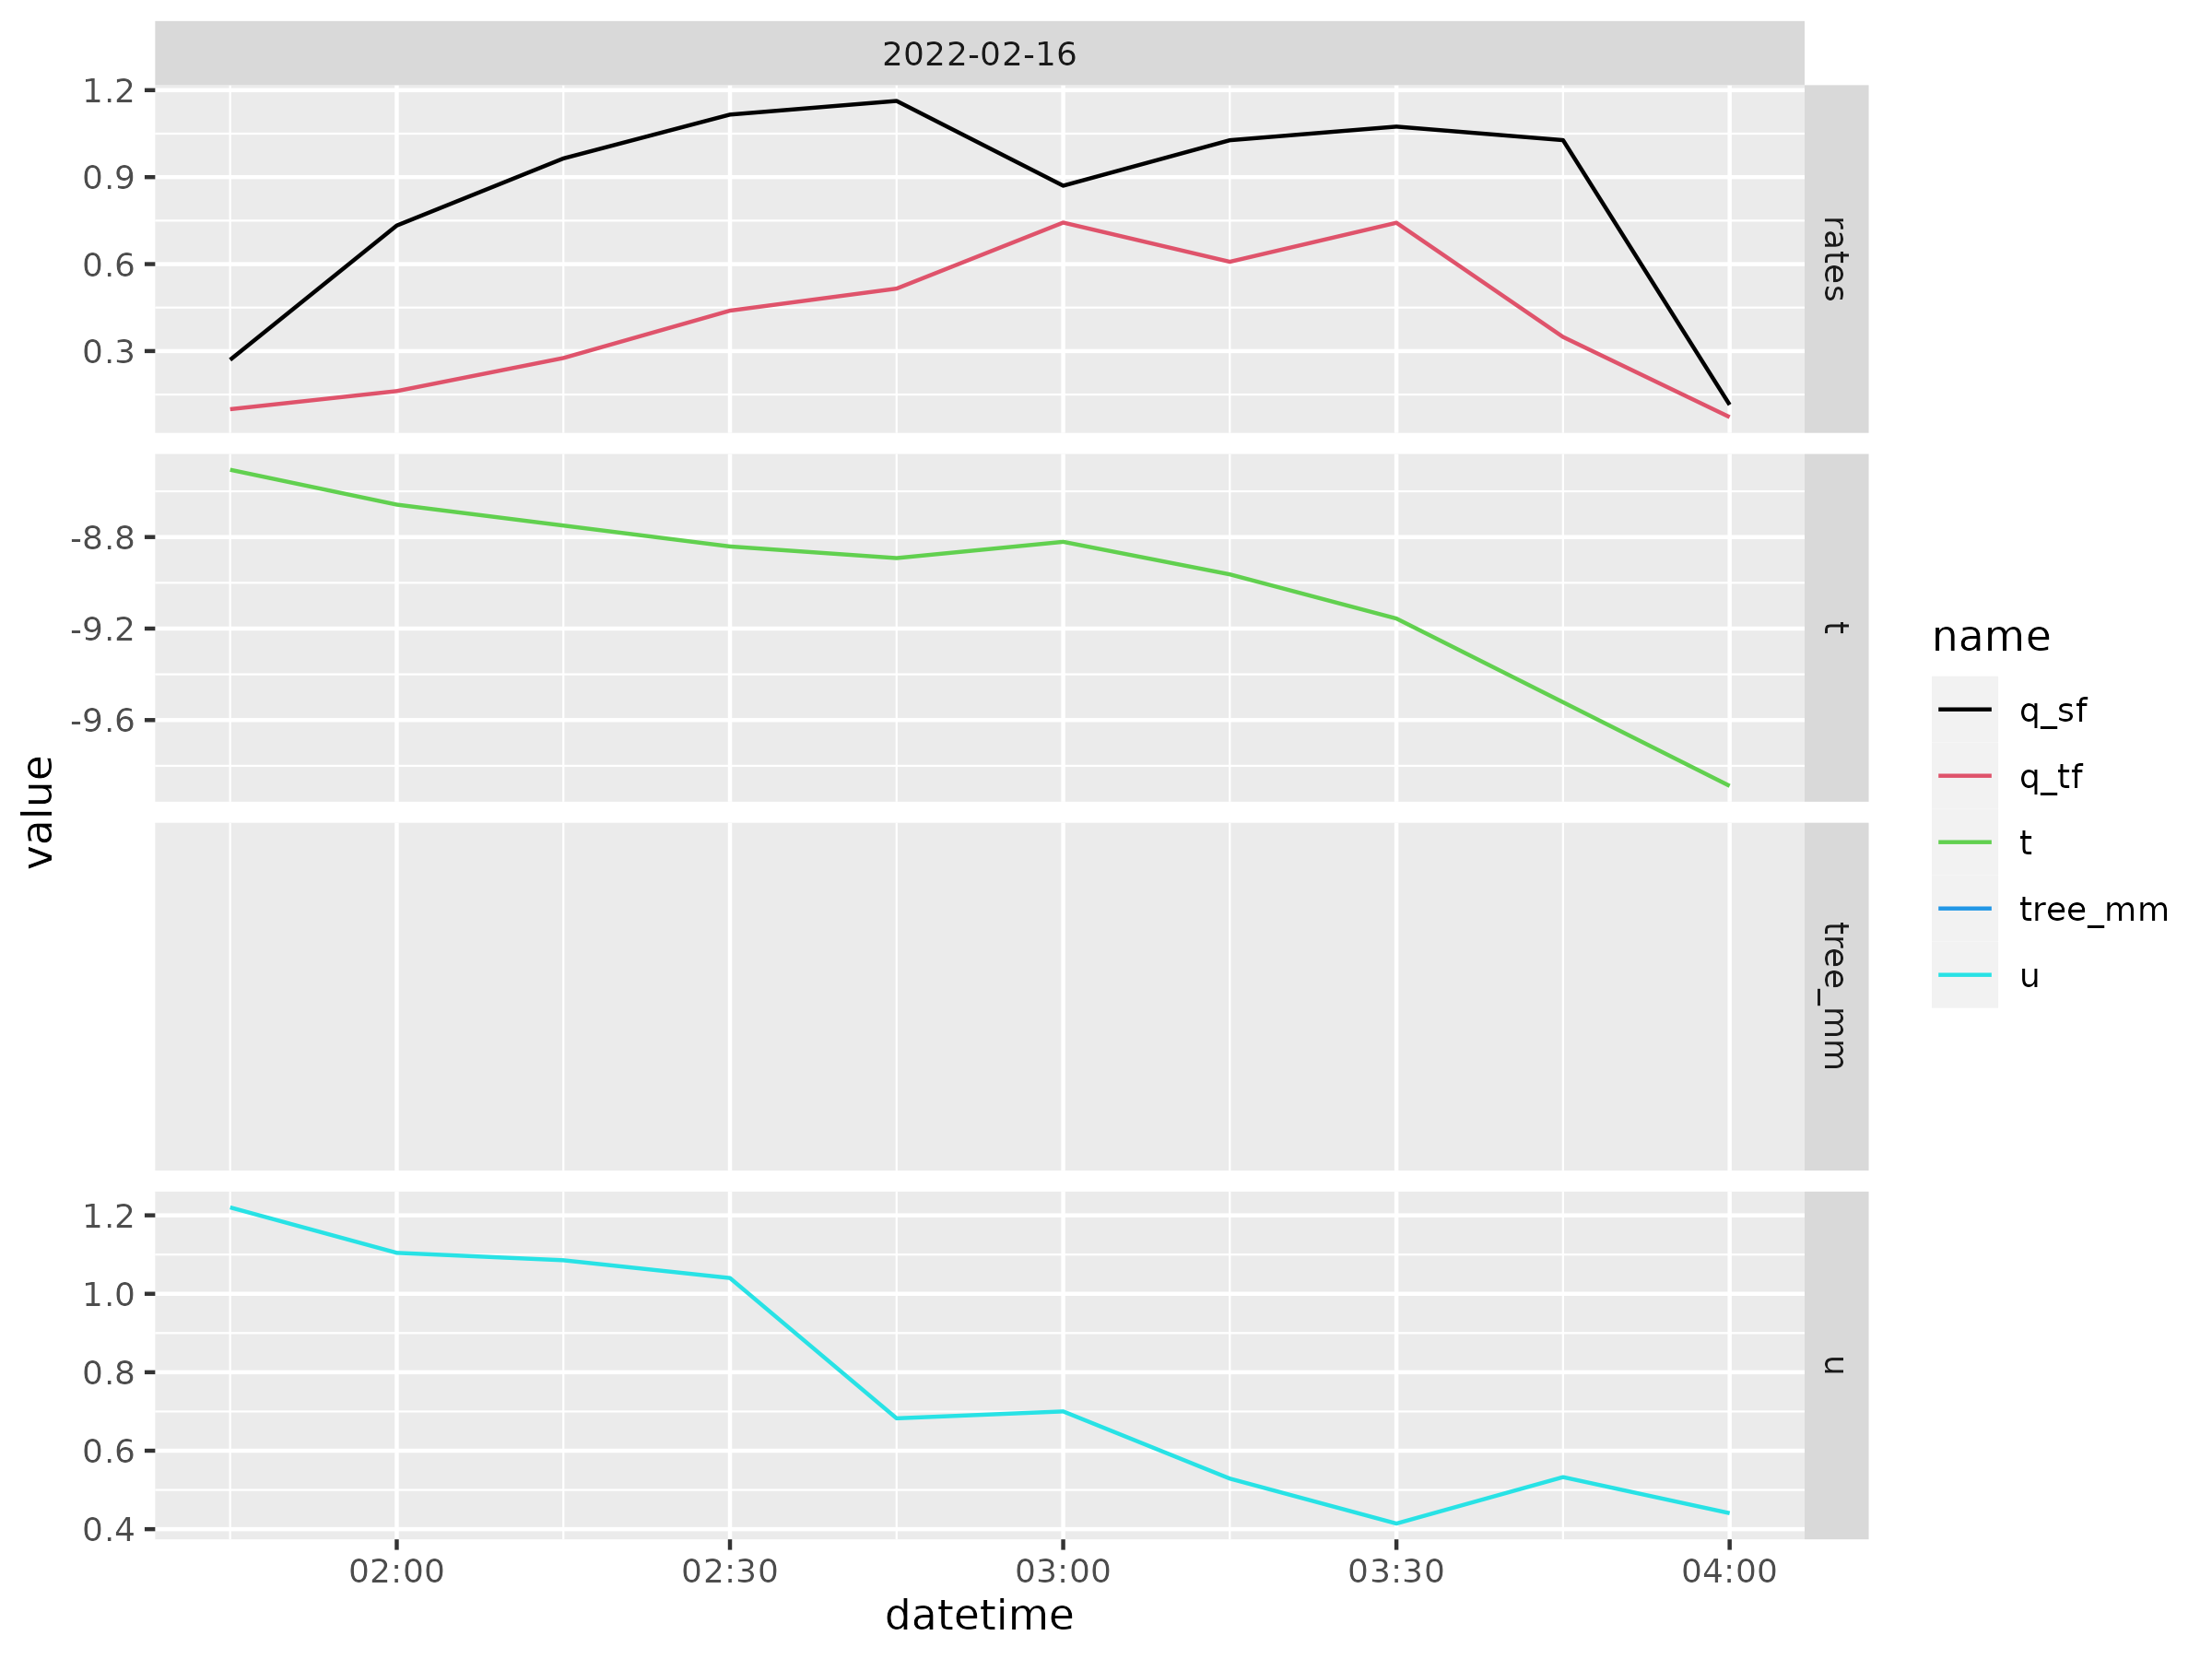 2022-02-16
1.2
0.9
0.6
0.3
rates
-8.8
-9.2
-9.6
t
tree_mm
1.2
1.0
0.8
0.6
0.4
u
02:00 02:30 03:00 03:30 04:00
datetime
value
name
q_sf
q_tf
t
tree_mm
u